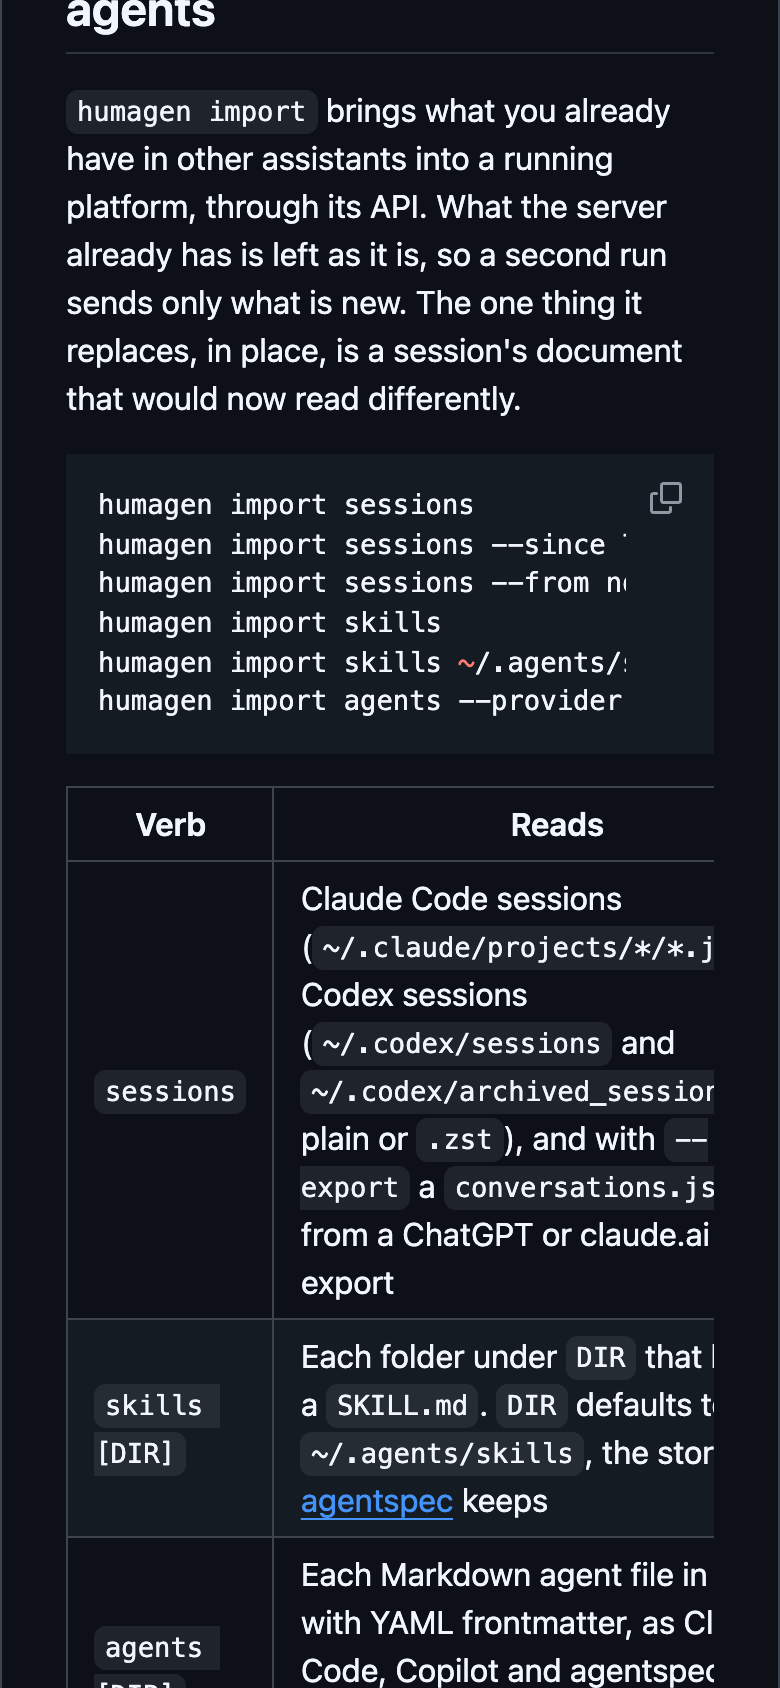 agents
humagen import brings what you already
have in other assistants into a running
platform, through its API. What the server
already has is left as it is, so a second run
sends only what is new. The one thing it
replaces, in place, is a session's document
that would now read differently.
humagen import sessions
humagen import sessions --since
humagen import sessions --from
humagen import skills
humagen import skills ~/.agents/
humagen import agents --provider
Verb
Reads
sessions
Claude Code sessions
(~/.claude/projects/*/*.j
Codex sessions
(~/.codex/sessions and
~/.codex/archived_session
plain or .zst), and with --
export a conversations.js
from a ChatGPT or claude.ai
export
skills
[DIR]
Each folder under DIR that
a SKILL.md. DIR defaults
~/.agents/skills, the stor
agentspec keeps
agents
Each Markdown agent file in
with YAML frontmatter, as Cl
Code, Copilot and agentspec